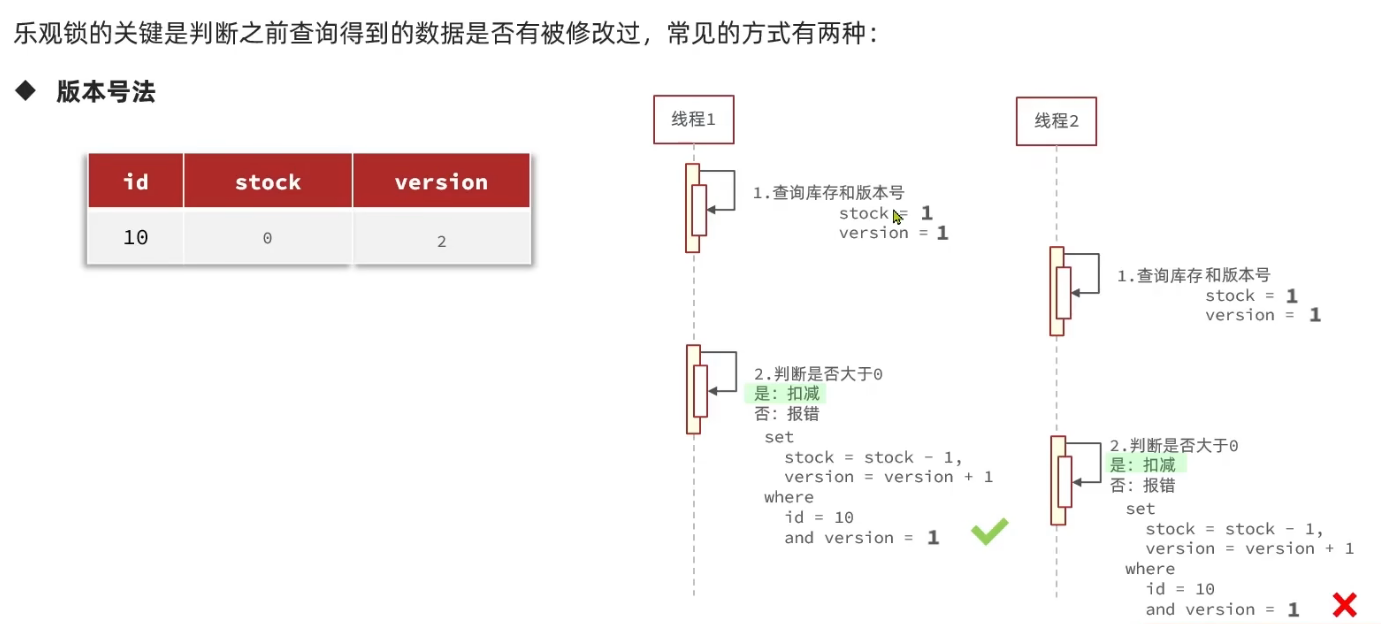 乐观锁的关键是判断之前查询得到的数据是否有被修改过，常见的方式有两种：
◆ 版本号法
id stock version
10 0 2
线程1
1.查询库存和版本号
stock = 1
version = 1
2.判断是否大于0
是：扣减
否：报错
set
stock = stock - 1,
version = version + 1
where
id = 10
and version = 1
线程2
1.查询库存和版本号
stock = 1
version = 1
2.判断是否大于0
是：扣减
否：报错
set
stock = stock - 1,
version = version + 1
where
id = 10
and version = 1